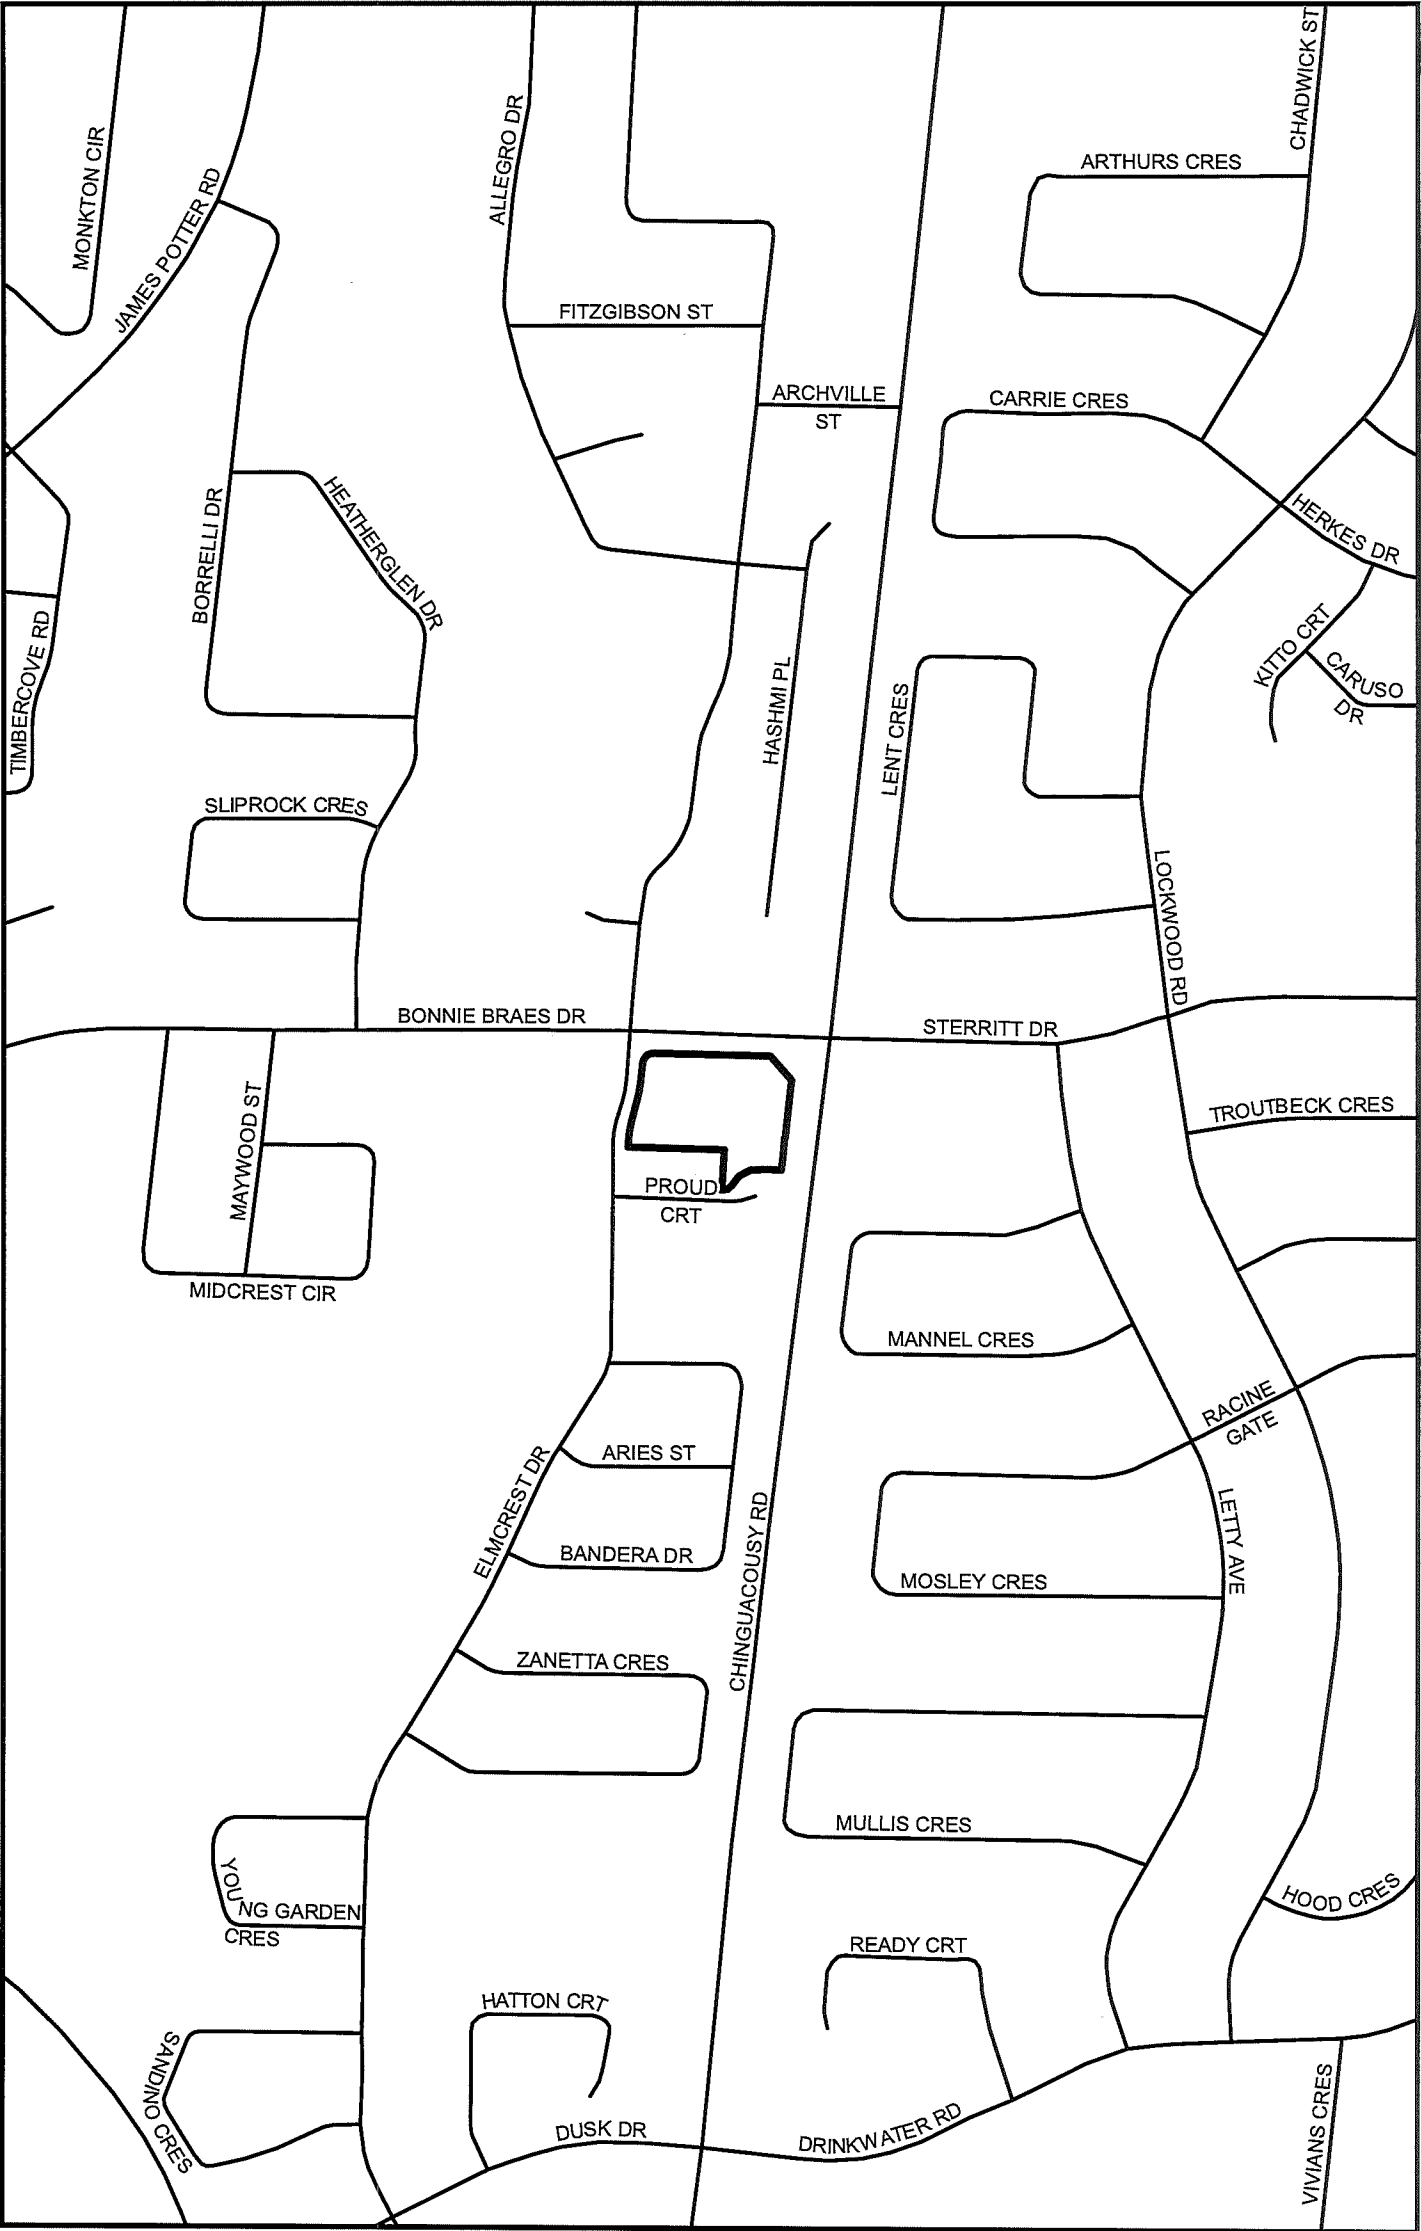 CHADWICK ST
ALLEGRO DR
MONKTON CIR
ARTHURS CRES
JAMES POTTER RD
FITZGIBSON ST
ARCHVILLE
ST
CARRIE CRES
HEATHERGLEN DR
BORRELLI DR
HERKES DR
TIMBERCOVE RD
KITTO CRT
CARUSO
DR
HASHMI PL
LENT CRES
SLIPROCK CRES
LOCKWOOD RD
BONNIE BRAES DR
STERRITT DR
MAYWOOD ST
TROUTBECK CRES
PROUD
CRT
MIDCREST CIR
MANNEL CRES
RACINE
GATE
ARIES ST
ELMCREST DR
CHINGUACOUSY RD
LETTY AVE
BANDERA DR
MOSLEY CRES
ZANETTA CRES
MULLIS CRES
YOUNG GARDEN
CRES
HOOD CRES
READY CRT
HATTON CRT
SANDINO CRES
DUSK DR
DRINKWATER RD
VIVIANS CRES